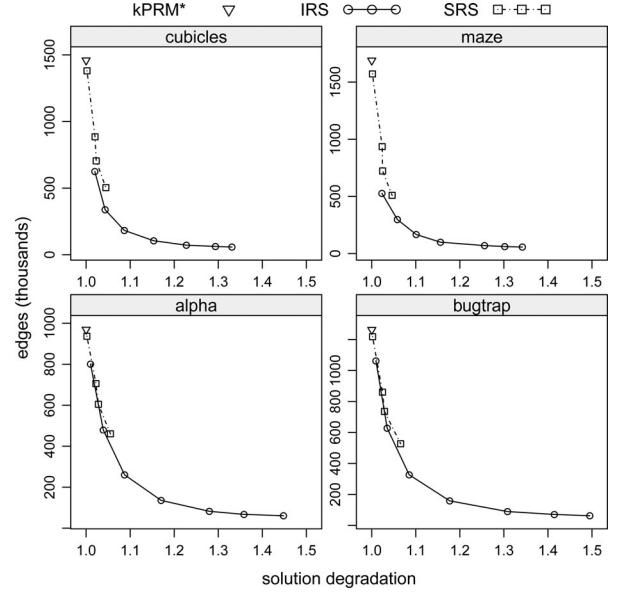 kPRM* IRS SRS
cubicles maze
1500
1000
500
0
1.0 1.1 1.2 1.3 1.4 1.5
1500
1000
500
0
1.0 1.1 1.2 1.3 1.4 1.5
edges (thousands)
alpha bugtrap
1000
800
600
400
200
1.0 1.1 1.2 1.3 1.4 1.5
1000
800
600
400
200
1.0 1.1 1.2 1.3 1.4 1.5
solution degradation